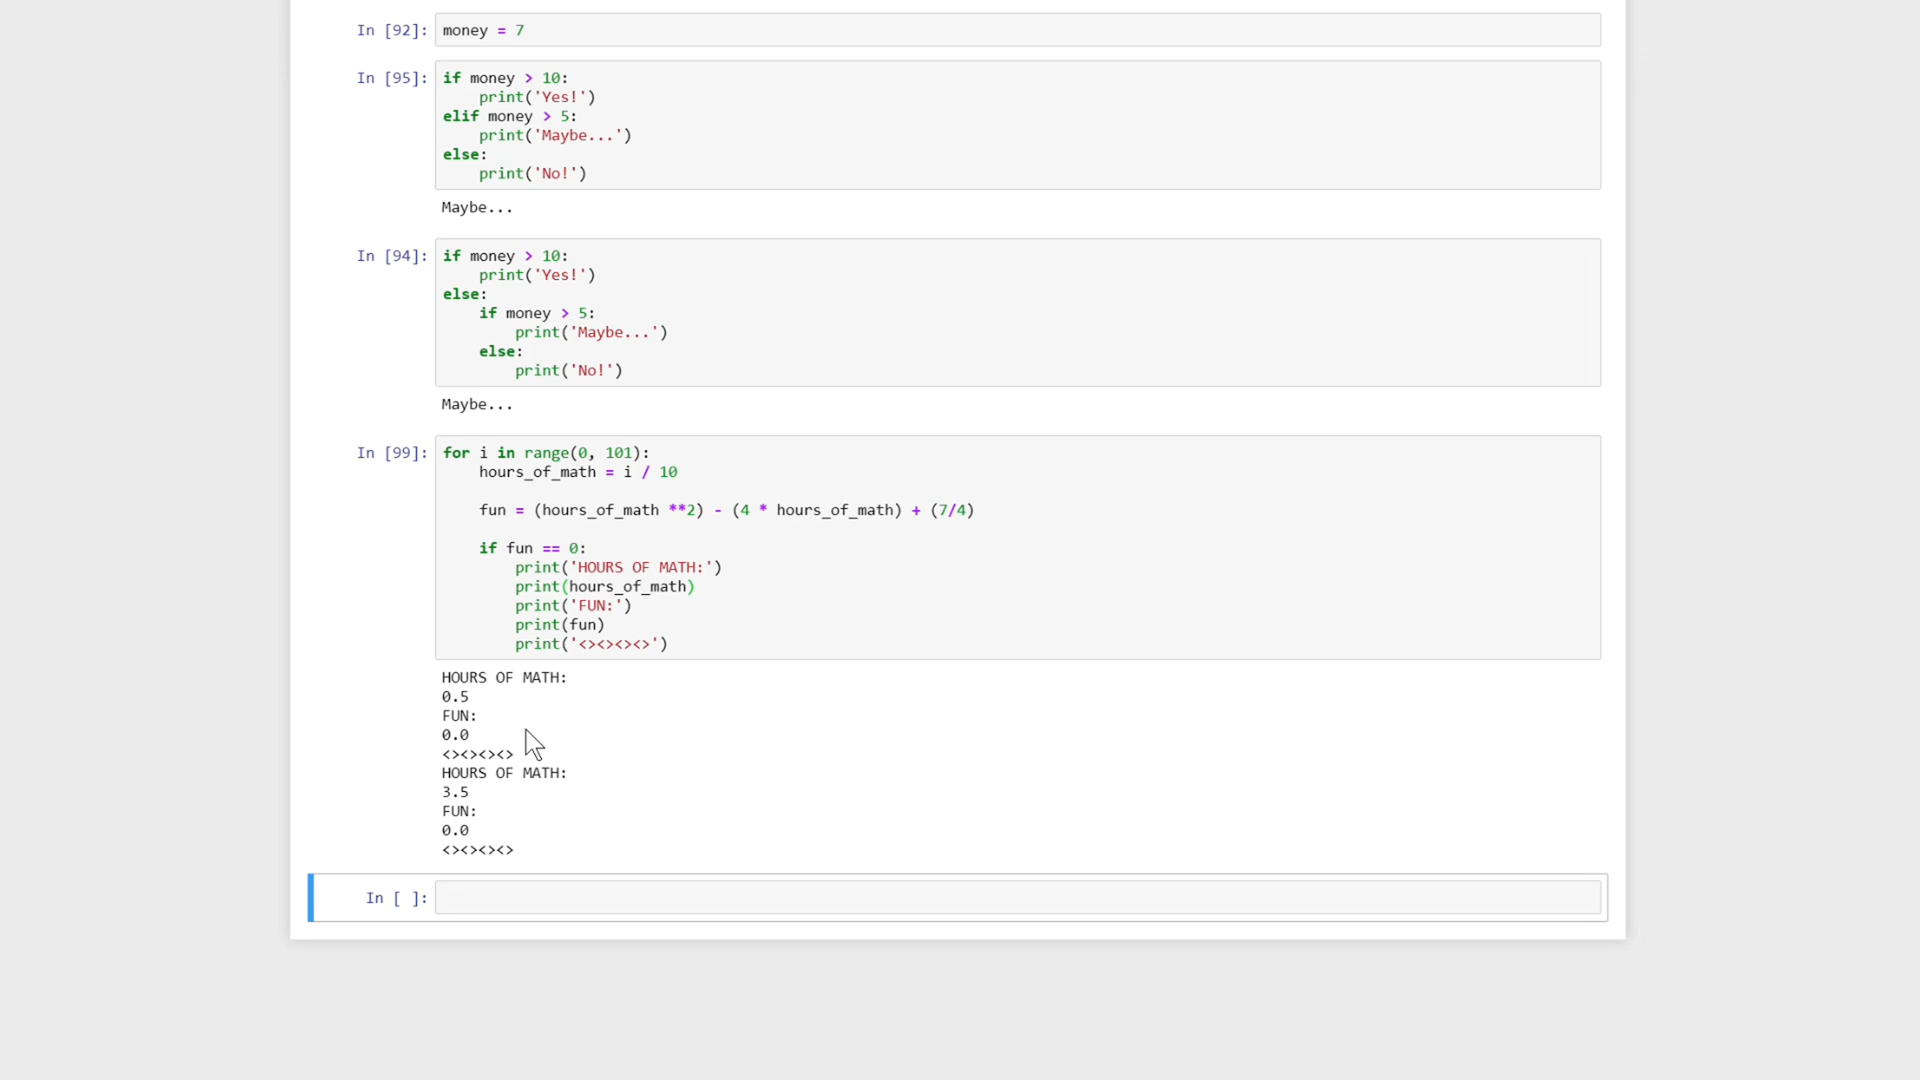 In [92]: money = 7
In [95]: if money > 10:
    print('Yes!')
elif money > 5:
    print('Maybe...')
else:
    print('No!')
Maybe...
In [94]: if money > 10:
    print('Yes!')
else:
    if money > 5:
        print('Maybe...')
    else:
        print('No!')
Maybe...
In [99]: for i in range(0, 101):
    hours_of_math = i / 10
    fun = (hours_of_math **2) - (4 * hours_of_math) + (7/4)
    if fun == 0:
        print('HOURS OF MATH:')
        print(hours_of_math)
        print('FUN:')
        print(fun)
        print('<><><><>')
HOURS OF MATH:
0.5
FUN:
0.0
<><><><>
HOURS OF MATH:
3.5
FUN:
0.0
<><><><>
In [ ]: